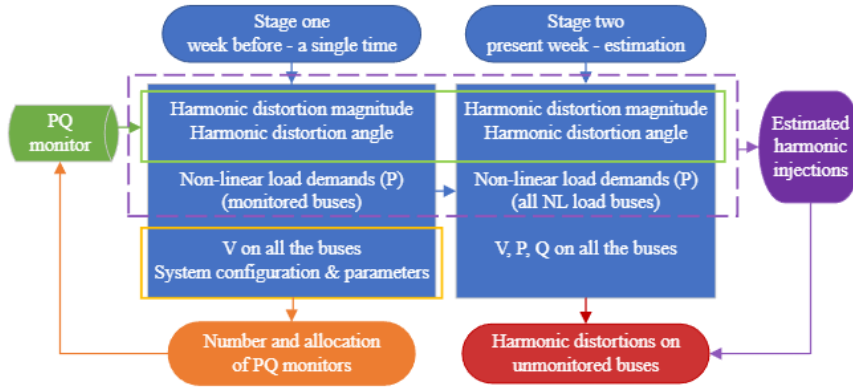 Stage one
week before - a single time
Stage two
present week - estimation
PQ
monitor
Harmonic distortion magnitude
Harmonic distortion angle
Non-linear load demands (P)
(monitored buses)
V on all the buses
System configuration & parameters
Harmonic distortion magnitude
Harmonic distortion angle
Non-linear load demands (P)
(all NL load buses)
V, P, Q on all the buses
Estimated
harmonic
injections
Number and allocation
of PQ monitors
Harmonic distortions on
unmonitored buses